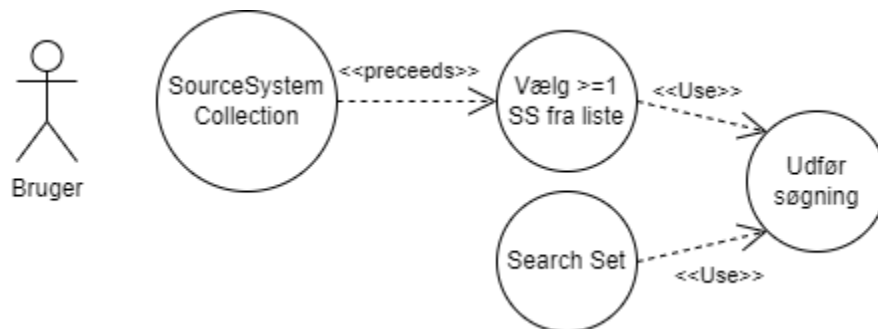 SourceSystem
Collection
<<preceeds>>
Vælg >=1
SS fra liste
<<Use>>
Bruger
Udfør
søgning
Search Set
<<Use>>